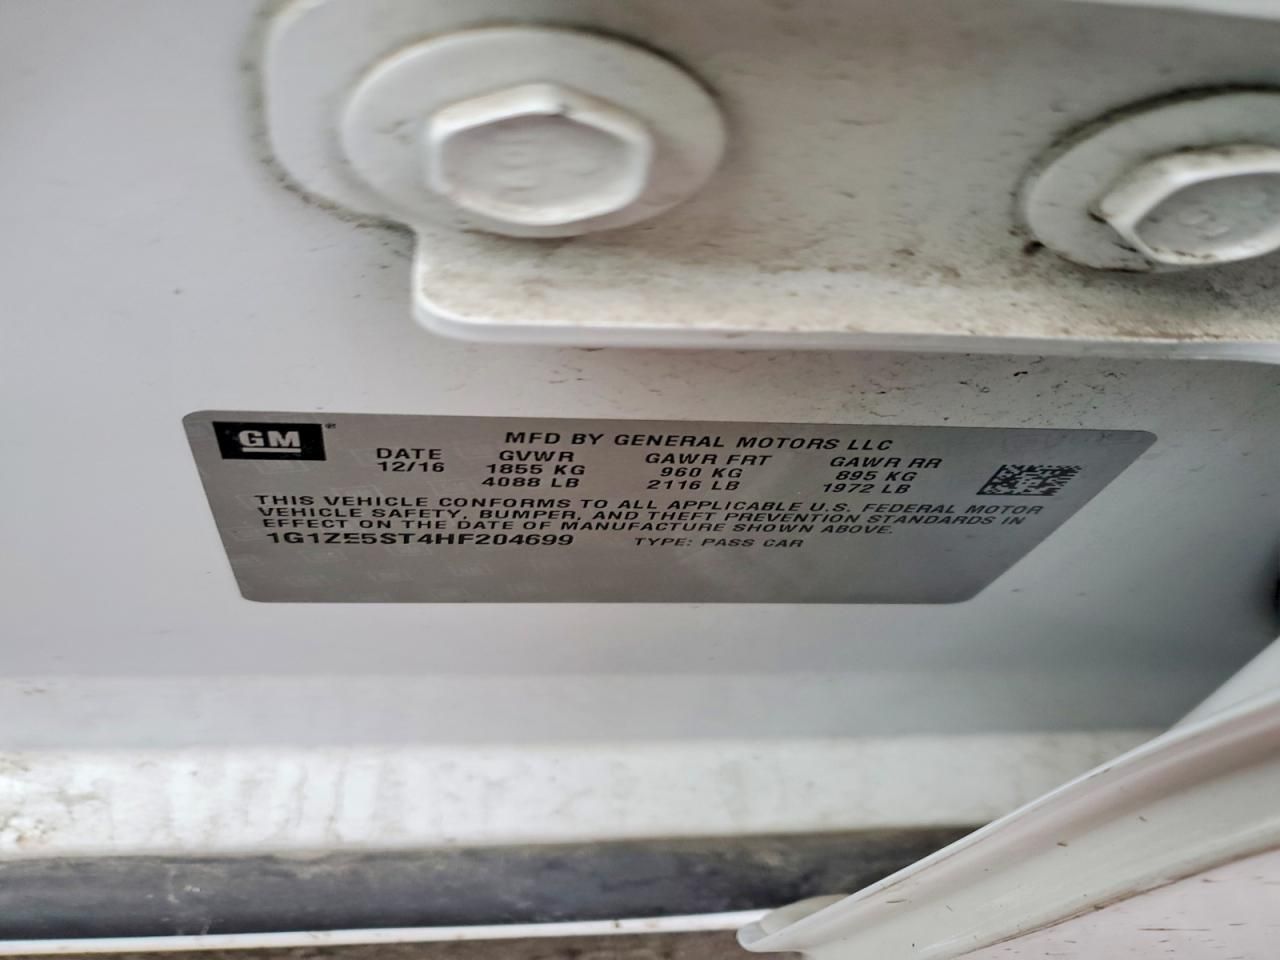 GM
MFD BY GENERAL MOTORS LLC
DATE GVWR GAWR FRT GAWR RR
12/16 1855 KG 960 KG 895 KG
4088 LB 2116 LB 1972 LB
THIS VEHICLE CONFORMS TO ALL APPLICABLE U.S. FEDERAL MOTOR
VEHICLE SAFETY, BUMPER, AND THEFT PREVENTION STANDARDS IN
EFFECT ON THE DATE OF MANUFACTURE SHOWN ABOVE.
1G1ZE5ST4HF204699 TYPE: PASS CAR